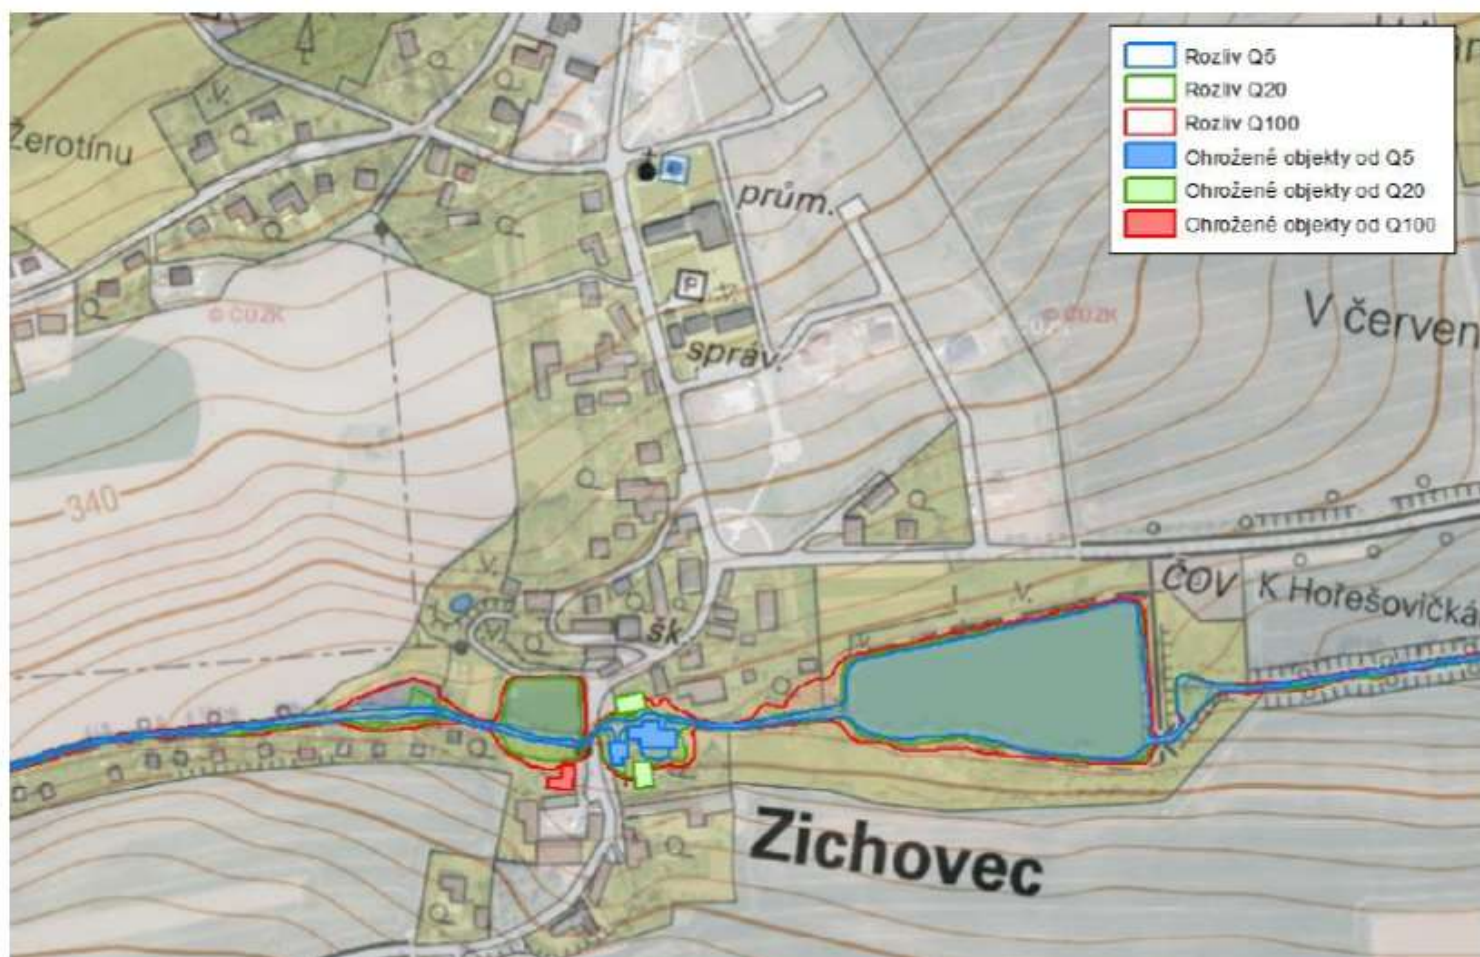 Rozliv Q5
Rozliv Q20
Rozliv Q100
Ohrožené objekty od Q5
Ohrožené objekty od Q20
Ohrožené objekty od Q100
Žerotínu
prům.
P
© ČÚZK
© ČÚZK
V červen
správ.
340
ČOV
K Hořešovičká
šk.
Zichovec